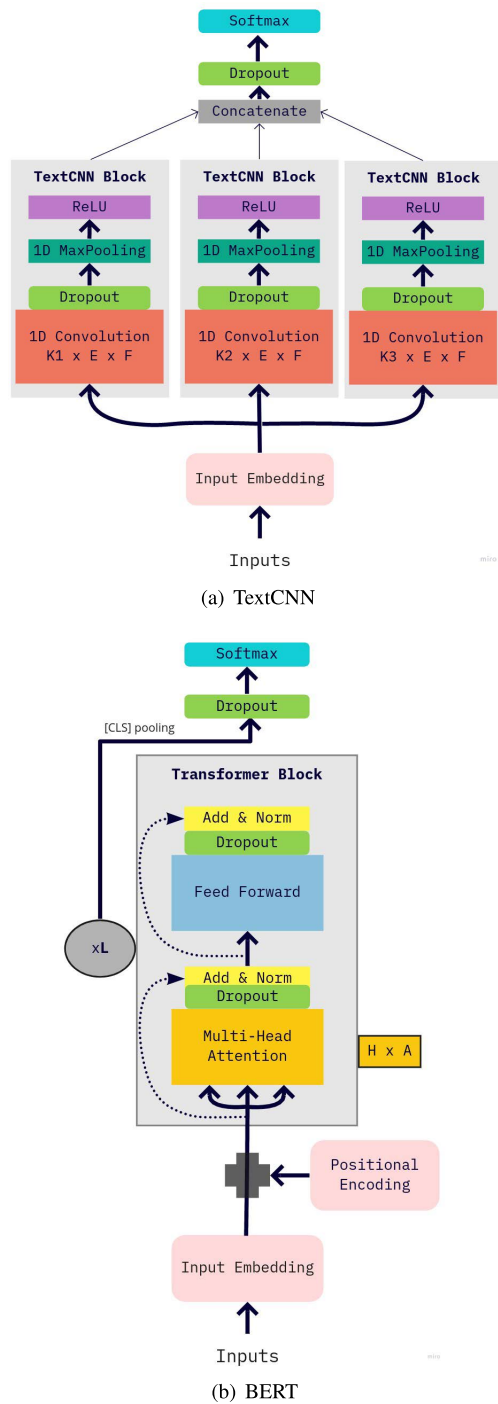 Softmax
Dropout
Concatenate
TextCNN Block
TextCNN Block
TextCNN Block
ReLU
ReLU
ReLU
1D MaxPooling
1D MaxPooling
1D MaxPooling
Dropout
Dropout
Dropout
1D Convolution
K1 x E x F
1D Convolution
K2 x E x F
1D Convolution
K3 x E x F
Input Embedding
Inputs
miro
(a) TextCNN
Softmax
Dropout
[CLS] pooling
Transformer Block
Add & Norm
Dropout
Feed Forward
xL
Add & Norm
Dropout
Multi-Head
Attention
H x A
Positional
Encoding
Input Embedding
Inputs
miro
(b) BERT